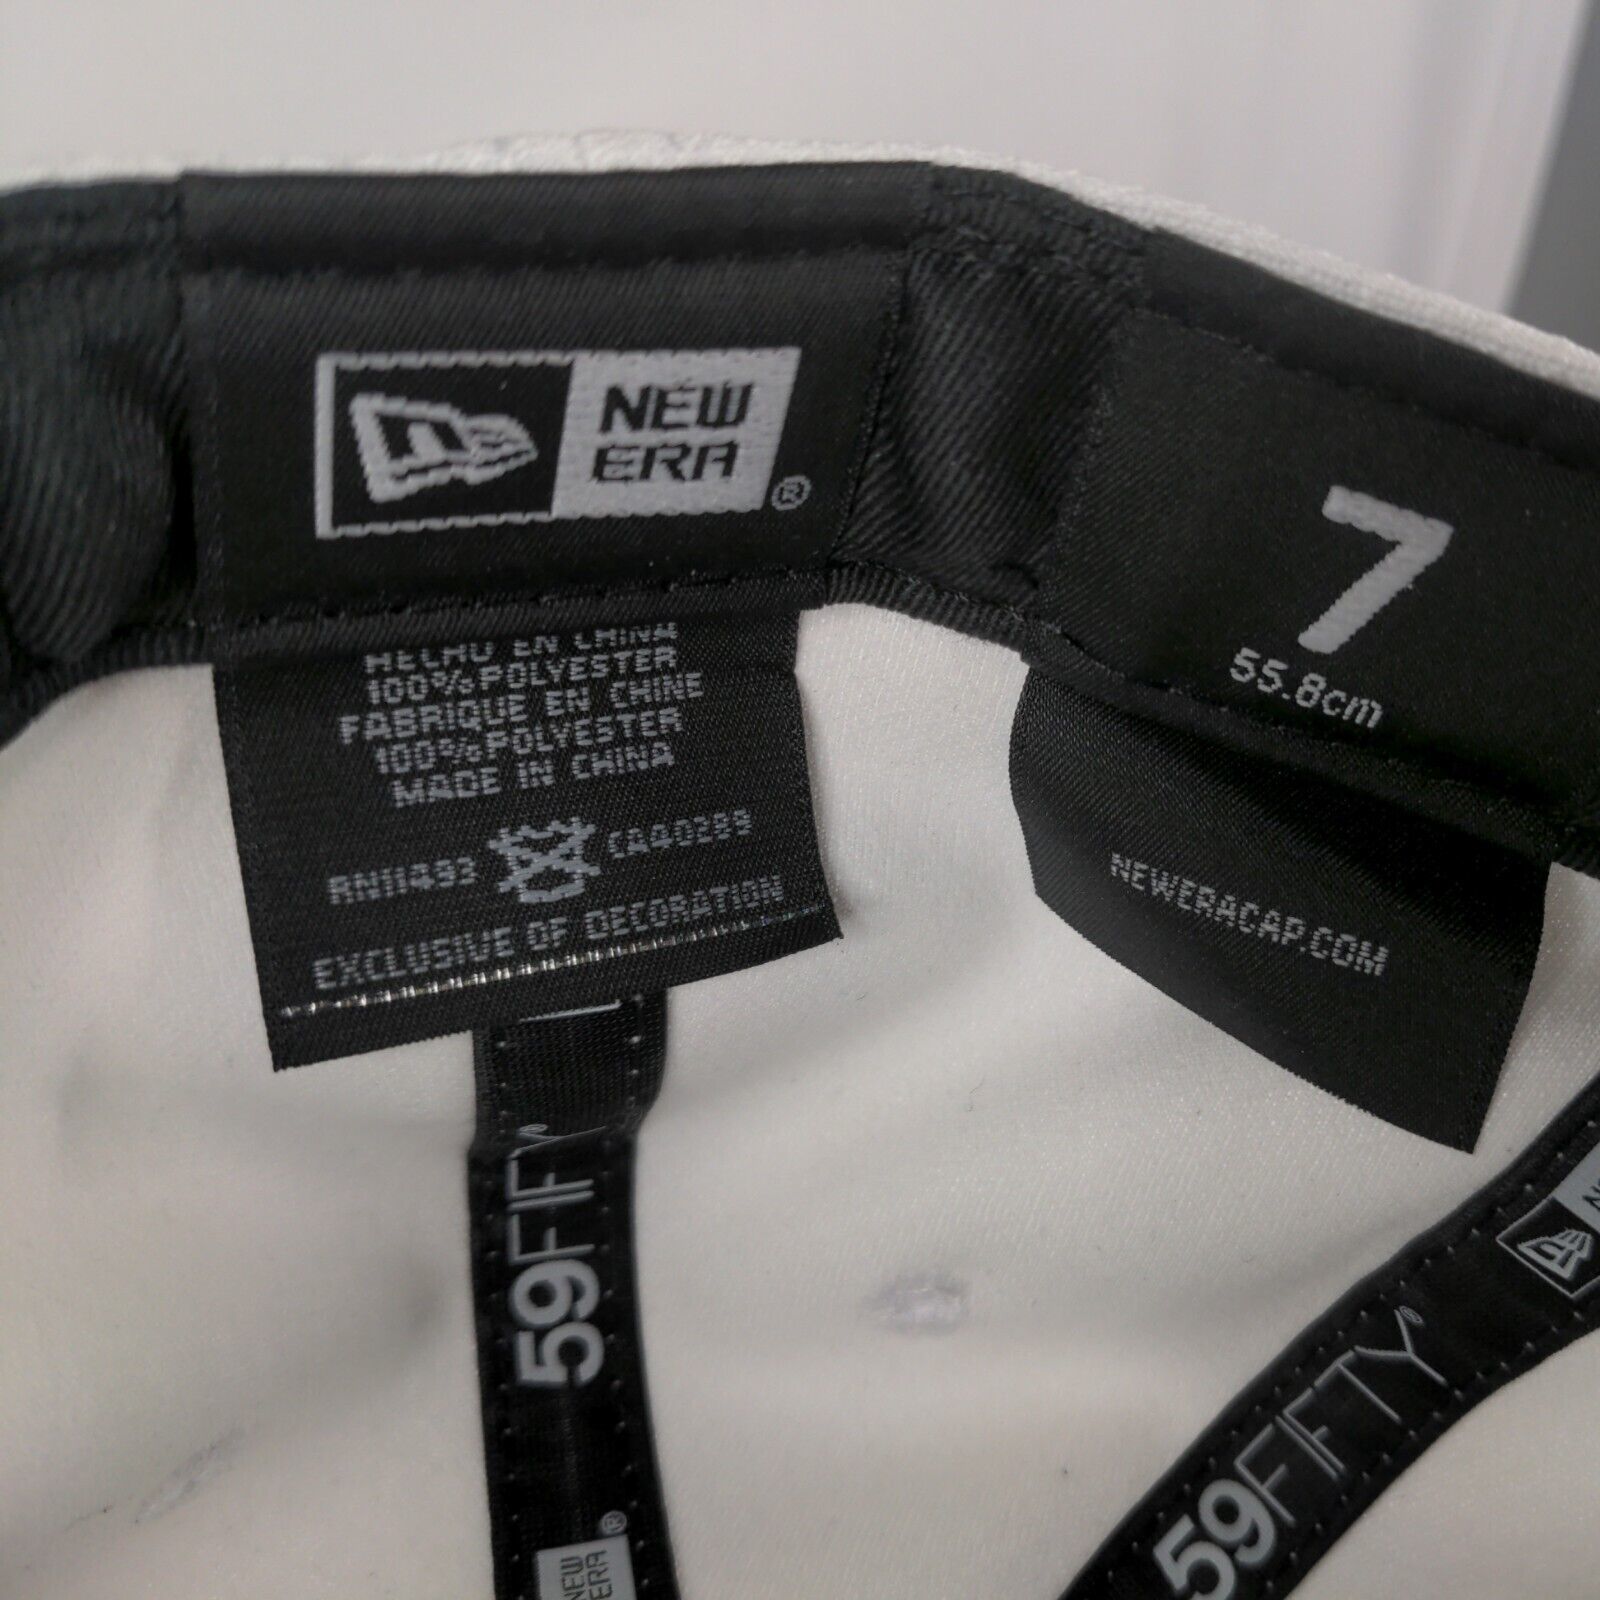 NEW
ERA
®
7
55.8cm
HECHO EN CHINA
100% POLYESTER
FABRIQUE EN CHINE
100% POLYESTER
MADE IN CHINA
RN11493 CA40289
EXCLUSIVE OF DECORATION
NEWERACAP.COM
59FIFTY®
NEW
ERA
®
59FIFTY®